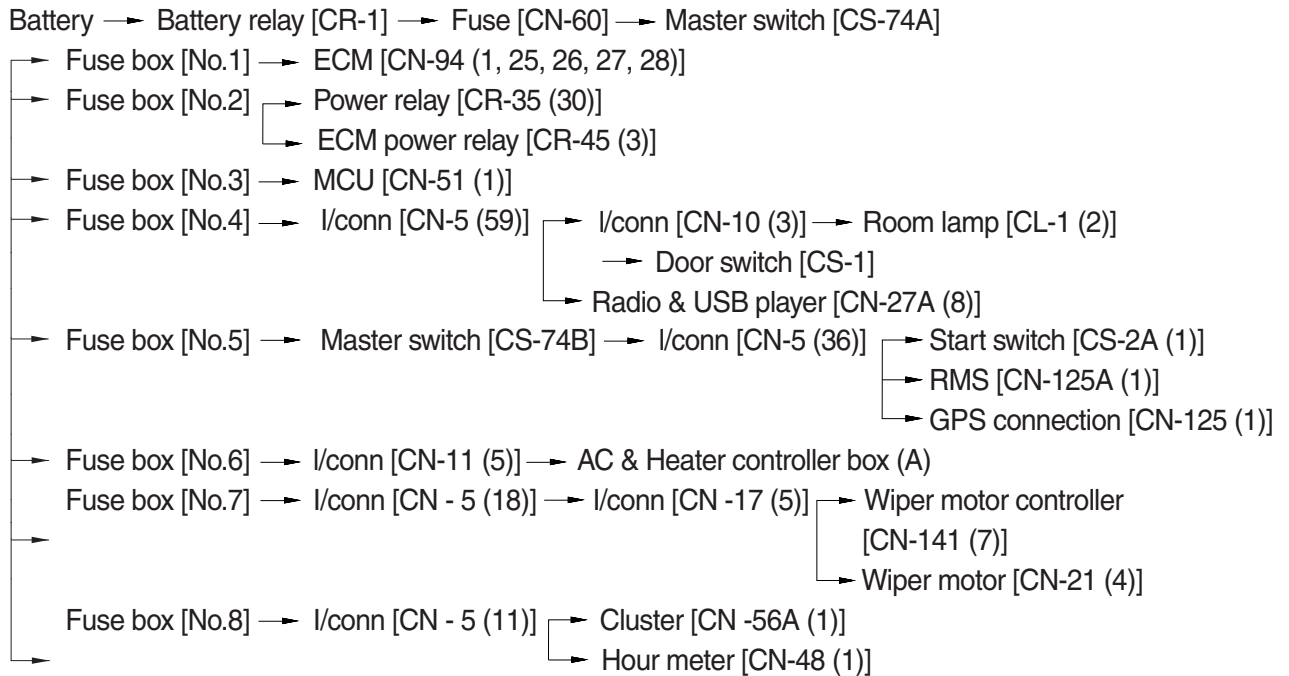 Battery → Battery relay [CR-1] → Fuse [CN-60] → Master switch [CS-74A]
Fuse box [No.1] → ECM [CN-94 (1, 25, 26, 27, 28)]
Fuse box [No.2] → Power relay [CR-35 (30)]
→ ECM power relay [CR-45 (3)]
Fuse box [No.3] → MCU [CN-51 (1)]
Fuse box [No.4] → I/conn [CN-5 (59)] → I/conn [CN-10 (3)] → Room lamp [CL-1 (2)]
→ Door switch [CS-1]
→ Radio & USB player [CN-27A (8)]
Fuse box [No.5] → Master switch [CS-74B] → I/conn [CN-5 (36)] → Start switch [CS-2A (1)]
→ RMS [CN-125A (1)]
→ GPS connection [CN-125 (1)]
Fuse box [No.6] → I/conn [CN-11 (5)] → AC & Heater controller box (A)
Fuse box [No.7] → I/conn [CN - 5 (18)] → I/conn [CN -17 (5)] → Wiper motor controller
[CN-141 (7)]
→ Wiper motor [CN-21 (4)]
Fuse box [No.8] → I/conn [CN - 5 (11)] → Cluster [CN -56A (1)]
→ Hour meter [CN-48 (1)]